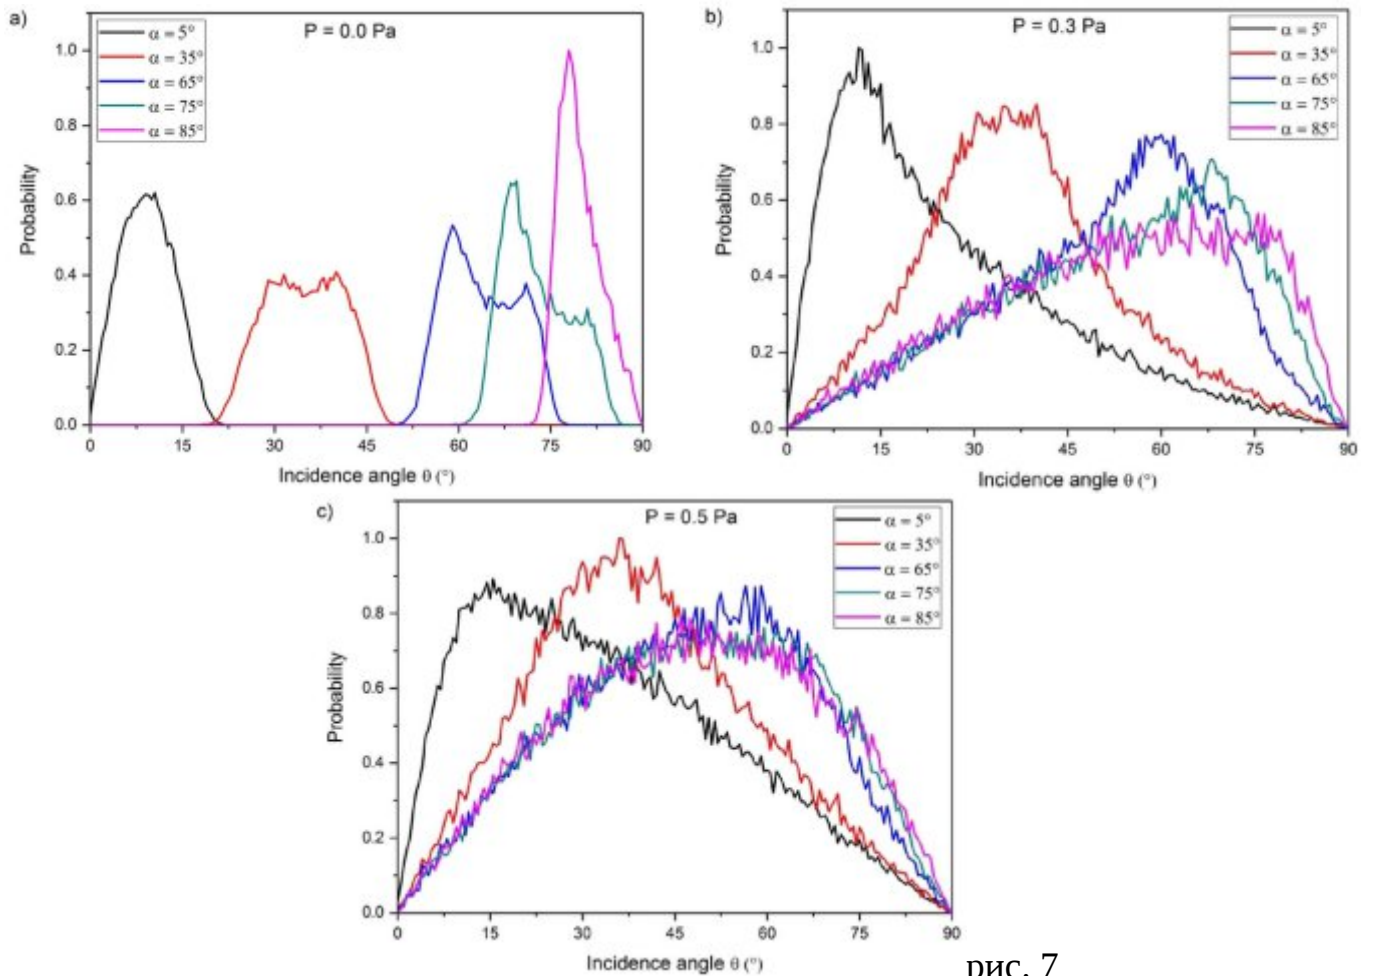 a)
P = 0.0 Pa
α = 5°
α = 35°
α = 65°
α = 75°
α = 85°
Probability
1.0
0.8
0.6
0.4
0.2
0.0
0 15 30 45 60 75 90
Incidence angle θ (°)
b)
P = 0.3 Pa
α = 5°
α = 35°
α = 65°
α = 75°
α = 85°
Probability
1.0
0.8
0.6
0.4
0.2
0.0
0 15 30 45 60 75 90
Incidence angle θ (°)
c)
P = 0.5 Pa
α = 5°
α = 35°
α = 65°
α = 75°
α = 85°
Probability
1.0
0.8
0.6
0.4
0.2
0.0
0 15 30 45 60 75 90
Incidence angle θ (°)
рис. 7